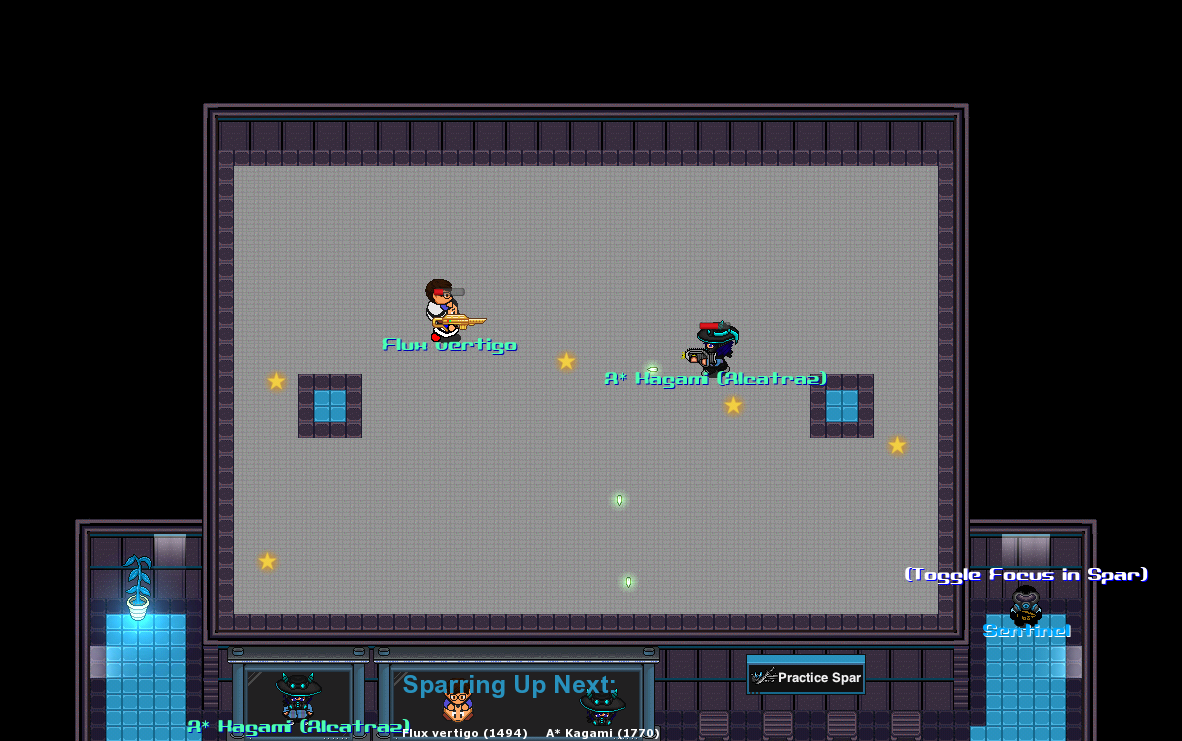 Flux vertigo
A* Kagami (Alcatraz)
(Toggle Focus in Spar)
Sentinel
Sparring Up Next:
Practice Spar
A* Kagami (Alcatraz)
Flux vertigo (1494)
A* Kagami (1770)